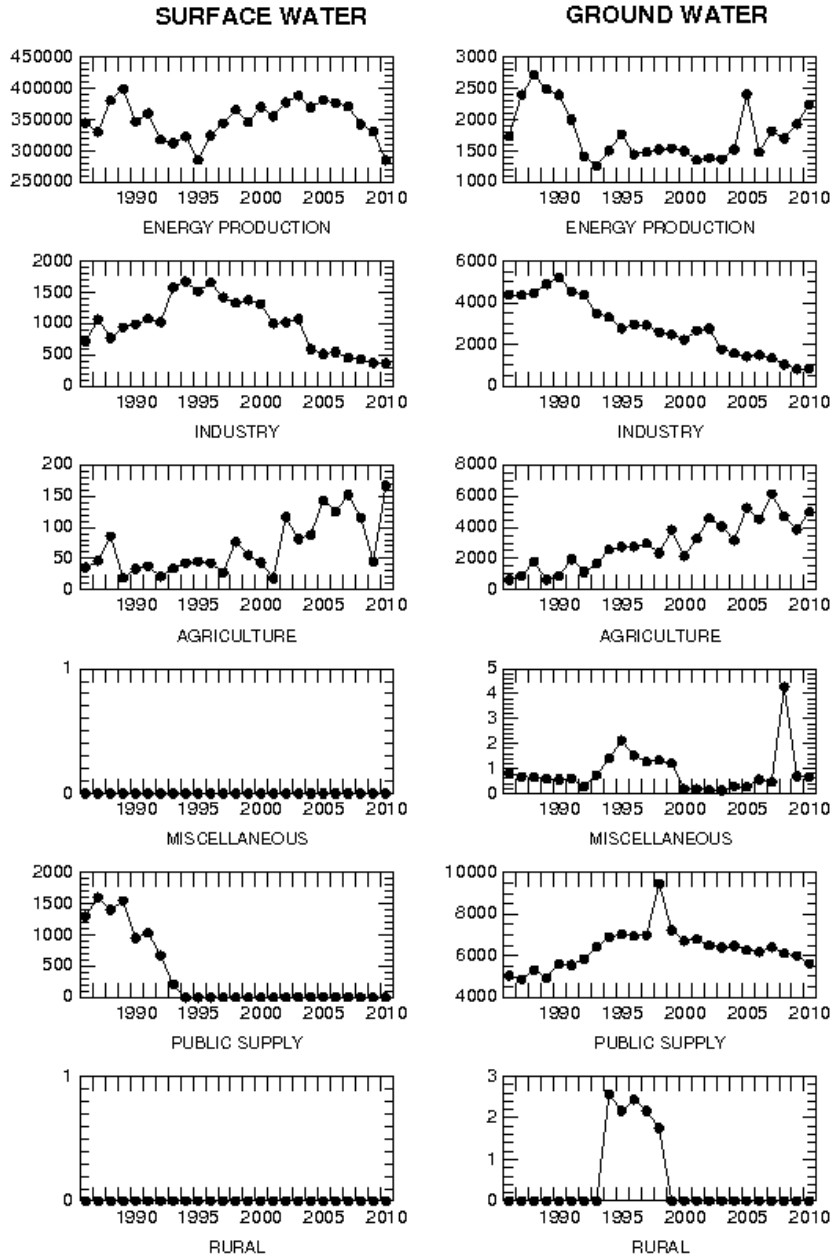 SURFACE WATER GROUND WATER
450000
400000
350000
300000
250000
1990 1995 2000 2005 2010
ENERGY PRODUCTION
3000
2500
2000
1500
1000
1990 1995 2000 2005 2010
ENERGY PRODUCTION
2000
1500
1000
500
0
1990 1995 2000 2005 2010
INDUSTRY
6000
4000
2000
0
1990 1995 2000 2005 2010
INDUSTRY
200
150
100
50
0
1990 1995 2000 2005 2010
AGRICULTURE
8000
6000
4000
2000
0
1990 1995 2000 2005 2010
AGRICULTURE
1
0
1990 1995 2000 2005 2010
MISCELLANEOUS
5
4
3
2
1
0
1990 1995 2000 2005 2010
MISCELLANEOUS
2000
1500
1000
500
0
1990 1995 2000 2005 2010
PUBLIC SUPPLY
10000
8000
6000
4000
1990 1995 2000 2005 2010
PUBLIC SUPPLY
1
0
1990 1995 2000 2005 2010
RURAL
3
2
1
0
1990 1995 2000 2005 2010
RURAL